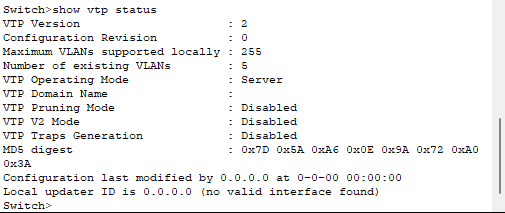 Switch>show vtp status
VTP Version : 2
Configuration Revision : 0
Maximum VLANs supported locally : 255
Number of existing VLANs : 5
VTP Operating Mode : Server
VTP Domain Name :
VTP Pruning Mode : Disabled
VTP V2 Mode : Disabled
VTP Traps Generation : Disabled
MD5 digest : 0x7D 0x5A 0xA6 0x0E 0x9A 0x72 0xA0
0x3A
Configuration last modified by 0.0.0.0 at 0-0-00 00:00:00
Local updater ID is 0.0.0.0 (no valid interface found)
Switch>